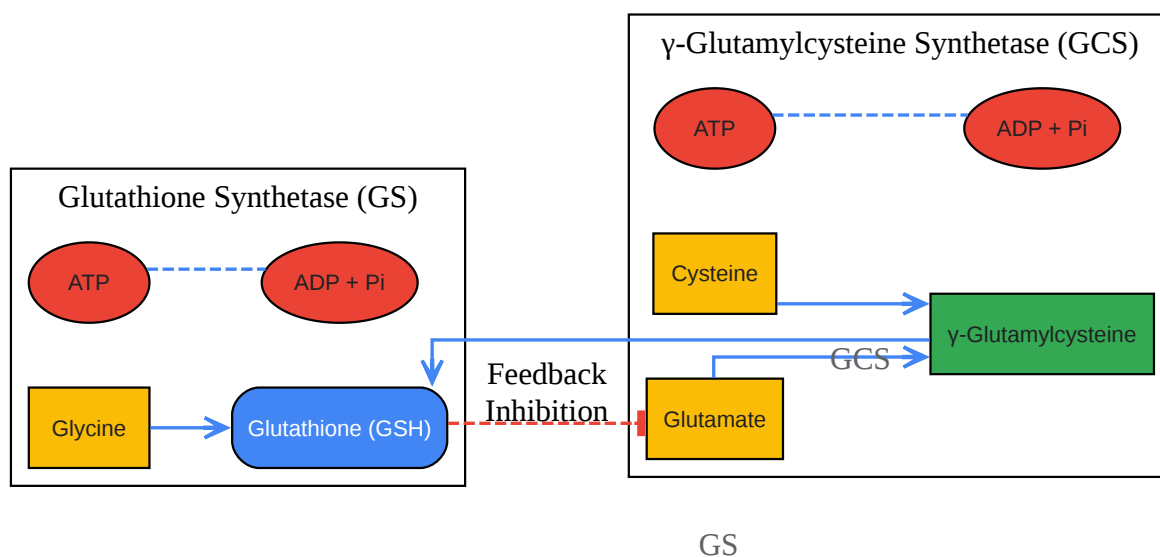 γ-Glutamylcysteine Synthetase (GCS)
ATP
ADP + Pi
Glutathione Synthetase (GS)
ATP
ADP + Pi
Cysteine
γ-Glutamylcysteine
GCS
Feedback
Inhibition
Glycine
Glutathione (GSH)
Glutamate
GS